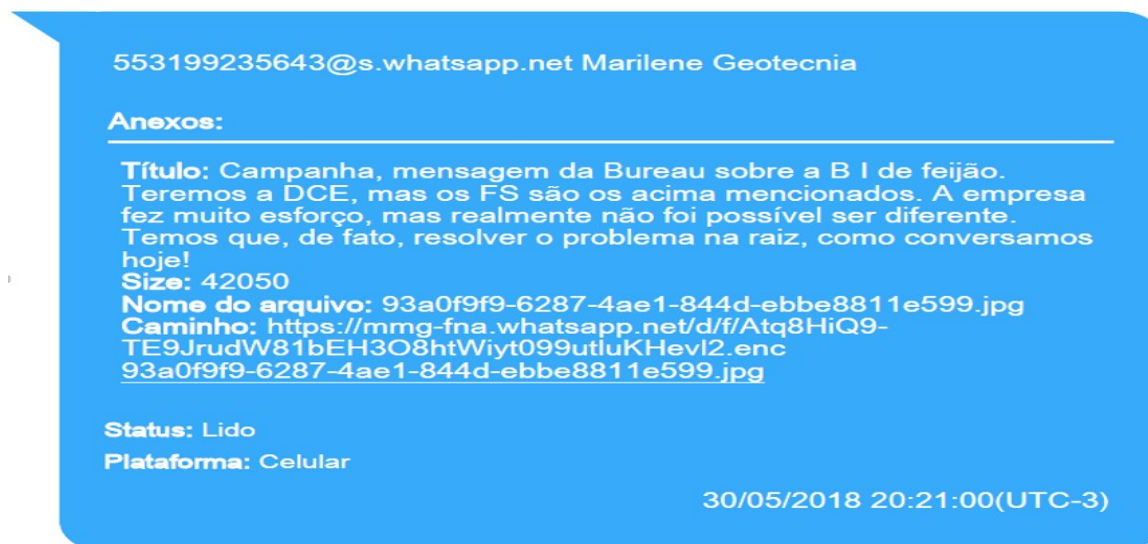 553199235643@s.whatsapp.net Marilene Geotecnia
Anexos:
Título: Campanha, mensagem da Bureau sobre a B I de feijão.
Teremos a DCE, mas os FS são os acima mencionados. A empresa
fez muito esforço, mas realmente não foi possível ser diferente.
Temos que, de fato, resolver o problema na raiz, como conversamos
hoje!
Size: 42050
Nome do arquivo: 93a0f9f9-6287-4ae1-844d-ebbe8811e599.jpg
Caminho: https://mmg-fna.whatsapp.net/d/f/Atq8HiQ9-
TE9JrudW81bEH3O8htWiyt099utluKHevl2.enc
93a0f9f9-6287-4ae1-844d-ebbe8811e599.jpg
Status: Lido
Plataforma: Celular
30/05/2018 20:21:00(UTC-3)